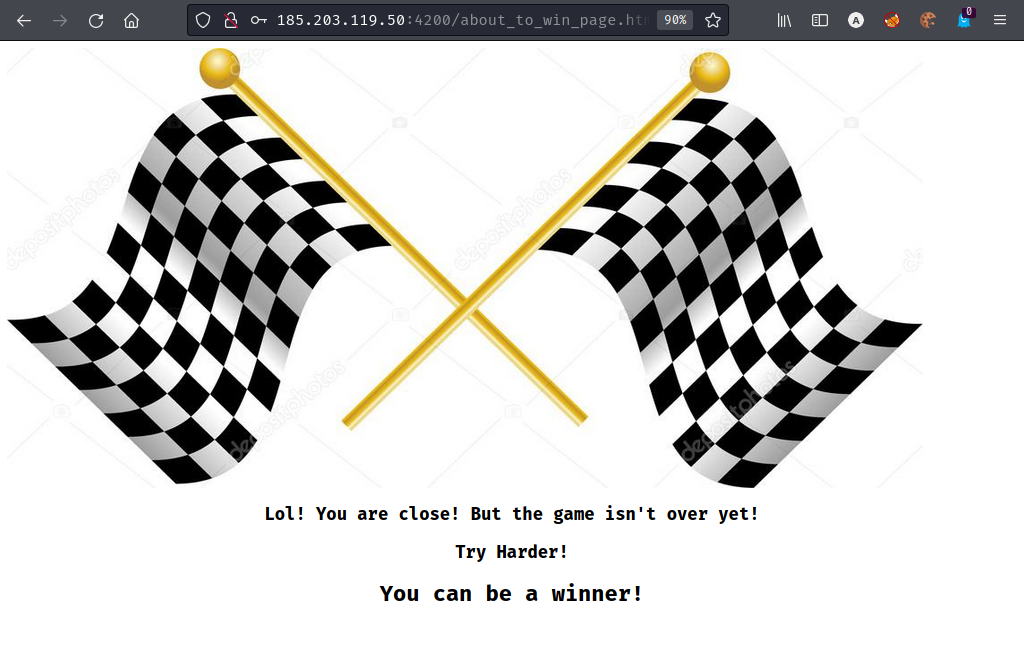 185.203.119.50:4200/about_to_win_page.htm
90%
A
0
depositphotos
depositphotos
depositphotos
depositphotos
Lol! You are close! But the game isn't over yet!
Try Harder!
You can be a winner!